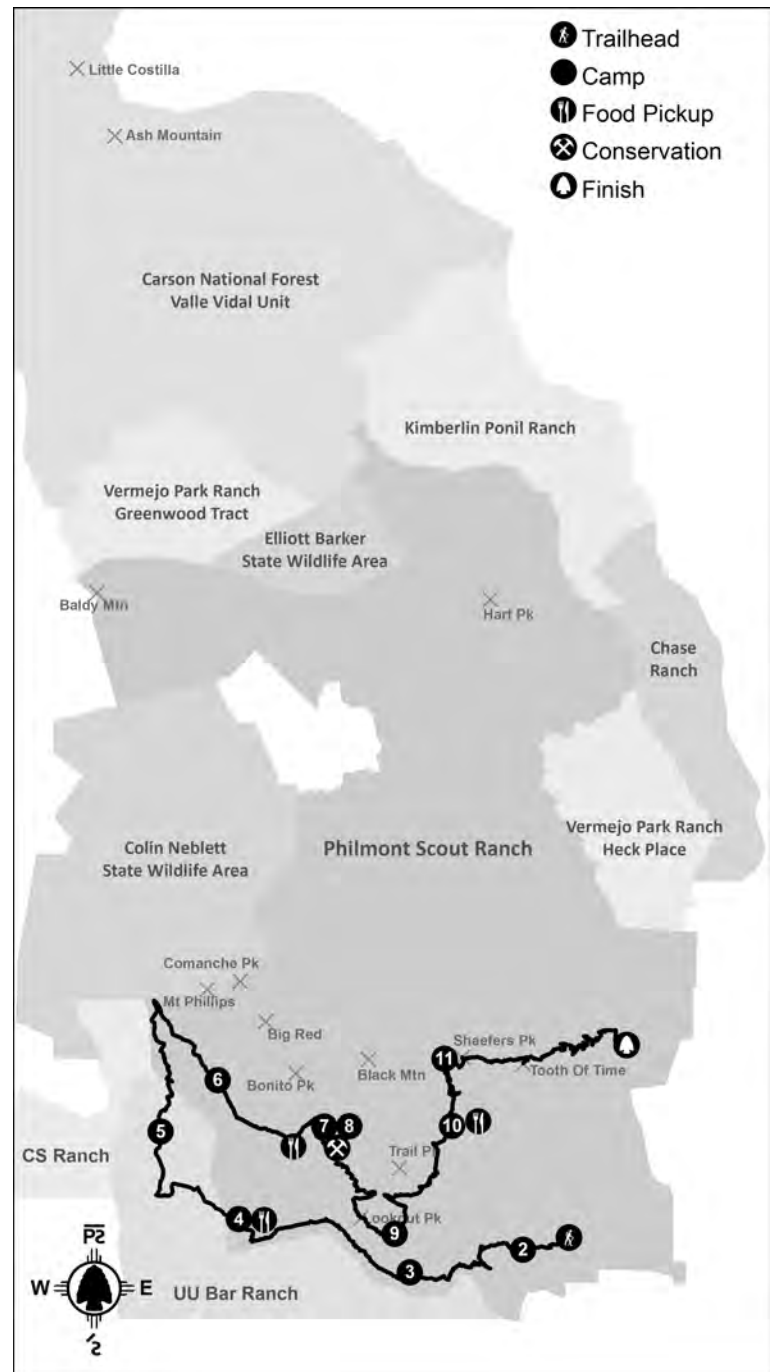 Trailhead
Camp
Food Pickup
Conservation
Finish
Little Costilla
Ash Mountain
Carson National Forest
Valle Vidal Unit
Kimberlin Ponil Ranch
Vermejo Park Ranch
Greenwood Tract
Elliott Barker
State Wildlife Area
Baldy Mtn
Hart Pk
Chase
Ranch
Colin Neblett
State Wildlife Area
Philmont Scout Ranch
Vermejo Park Ranch
Heck Place
Comanche Pk
Mt Phillips
Big Red
Shaefers Pk
11
Black Mtn
Tooth Of Time
6
Bonito Pk
7
8
10
5
CS Ranch
Trail Pk
4
Lookout Pk
9
2
3
W
E
UU Bar Ranch